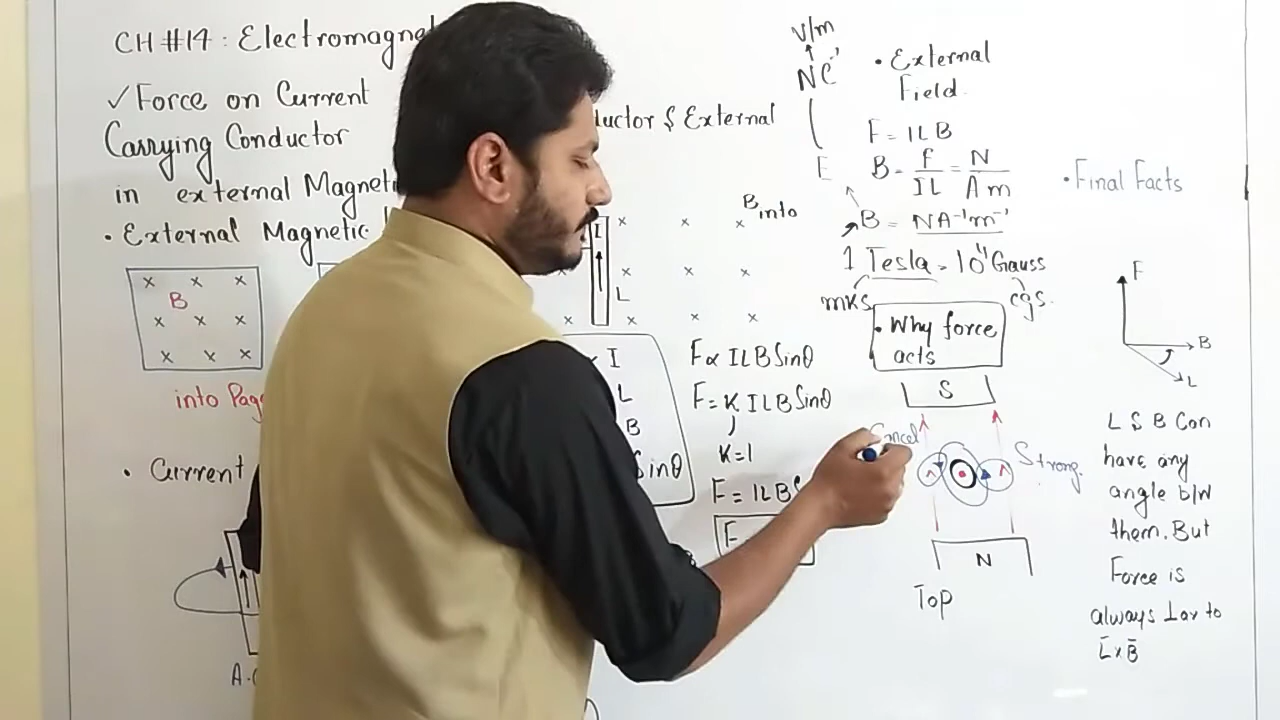 CH #14 : Electromagnet
✓ Force on Current
Carrying Conductor
in external Magneti
• External Magnetic
x x x
B
x x x
x x x
into Page
• Current
uctor & External
B into
x x x
I
x x x
L
x x x
I
L
B
Sinθ
F ∝ ILB Sinθ
F = K ILB Sinθ
K=1
F = ILB S
F
V/m
NC⁻¹
E
• External
Field.
F = ILB
B = F/IL = N/Am
B = NA⁻¹m⁻¹
1 Tesla = 10⁴ Gauss
mks
cgs.
• Why force
acts
S
Cancel
Strong.
N
Top
• Final Facts
F
B
L
L & B Can
have any
angle b/w
them. But
Force is
always ⊥ar to
L̄ x B̄